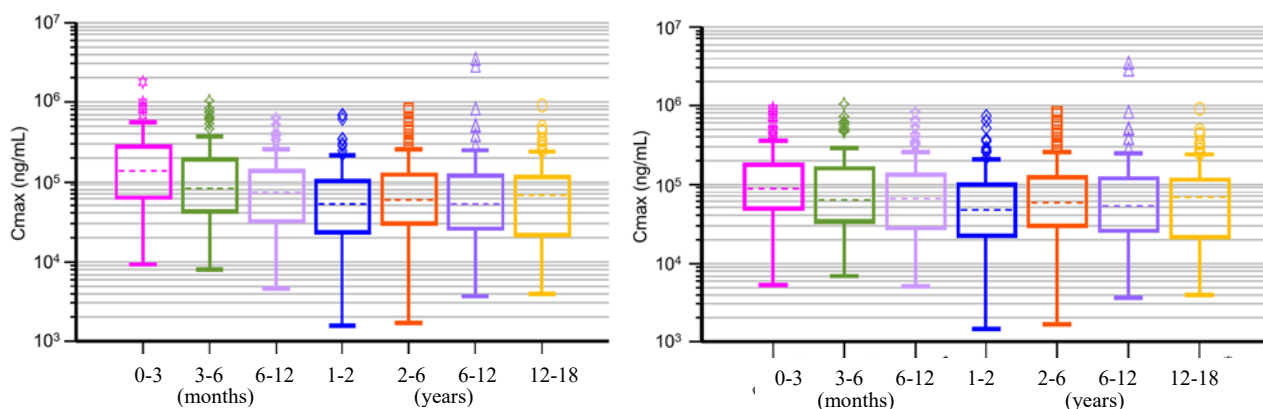 10⁷
10⁶
10⁵
10⁴
10³
Cmax (ng/mL)
0-3 3-6 6-12 1-2 2-6 6-12 12-18
(months) (years)
10⁷
10⁶
10⁵
10⁴
10³
Cmax (ng/mL)
0-3 3-6 6-12 1-2 2-6 6-12 12-18
(months) (years)